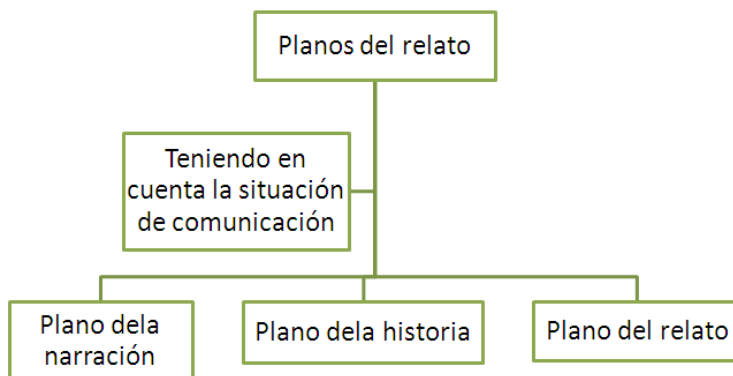 Planos del relato
Teniendo en
cuenta la situación
de comunicación
Plano dela
narración
Plano dela historia
Plano del relato